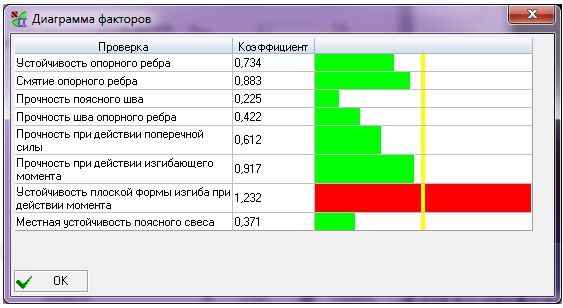 Диаграмма факторов
Проверка Коэффициент
Устойчивость опорного ребра 0,734
Смятие опорного ребра 0,883
Прочность поясного шва 0,225
Прочность шва опорного ребра 0,422
Прочность при действии поперечной
силы 0,612
Прочность при действии изгибающего
момента 0,917
Устойчивость плоской формы изгиба при
действии момента 1,232
Местная устойчивость поясного свеса 0,371
OK